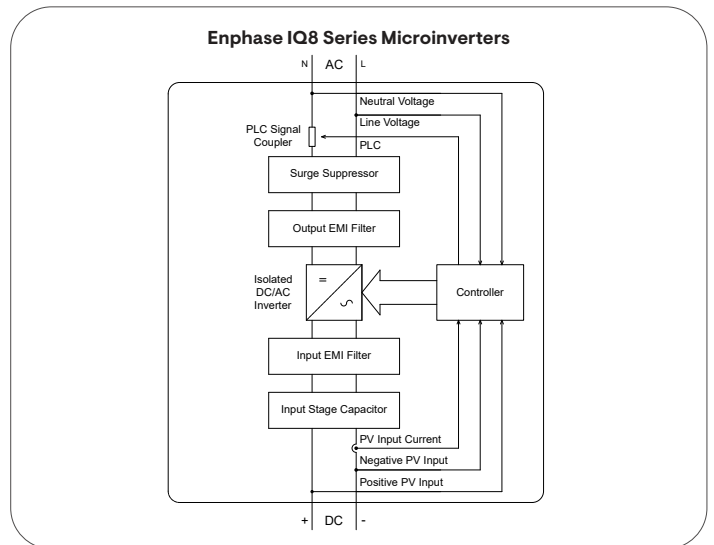 Enphase IQ8 Series Microinverters
N AC L
Neutral Voltage
Line Voltage
PLC Signal
Coupler
PLC
Surge Suppressor
Output EMI Filter
Isolated
DC/AC
Inverter
=
∿
Controller
Input EMI Filter
Input Stage Capacitor
PV Input Current
Negative PV Input
Positive PV Input
+ DC -